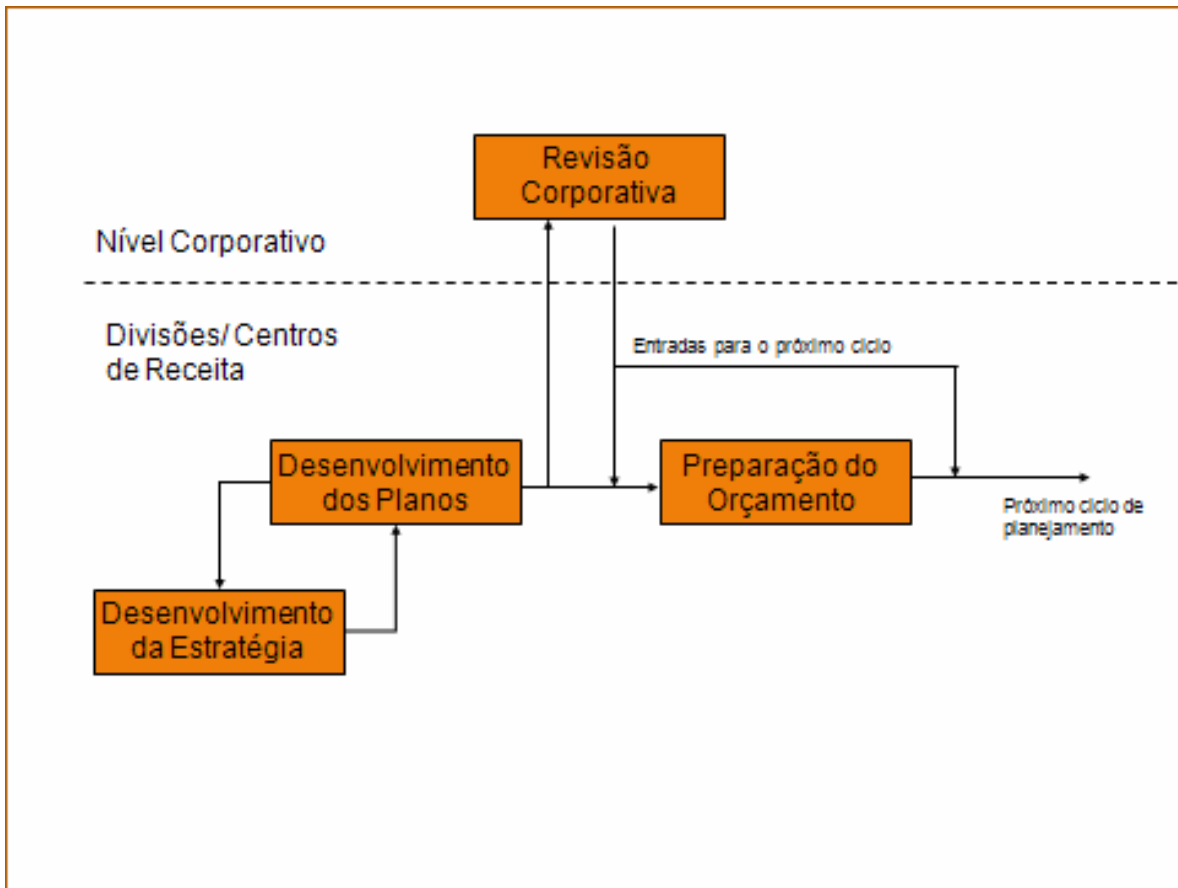 Revisão
Corporativa
Nível Corporativo
Divisões/ Centros
de Receita
Entradas para o próximo ciclo
Desenvolvimento
dos Planos
Preparação do
Orçamento
Próximo ciclo de
planejamento
Desenvolvimento
da Estratégia